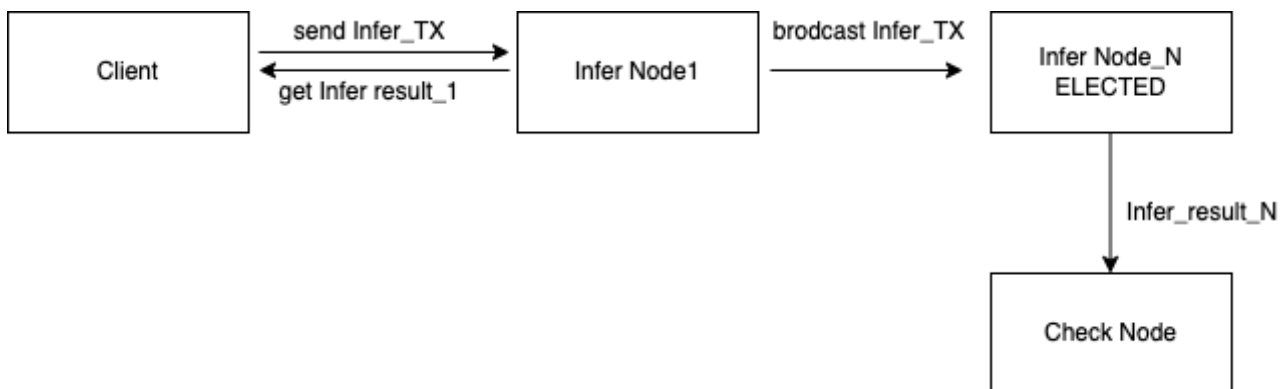 send Infer_TX
Client
get Infer result_1
Infer Node1
brodcast Infer_TX
Infer Node_N
ELECTED
Infer_result_N
Check Node